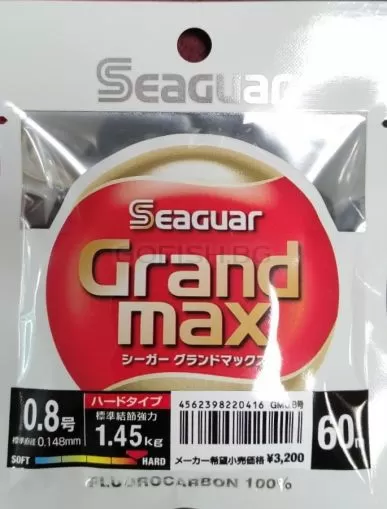 SEAGUAR
SEAGUAR
Grand
max
シーガー グランドマックス
0.8号
標準直径 0.148mm
ハードタイプ
標準結節強力
1.45kg
SOFT
HARD
4562398220416 GM0.8号
メーカー希望小売価格 ¥3,200
60m
FLUOROCARBON 100%